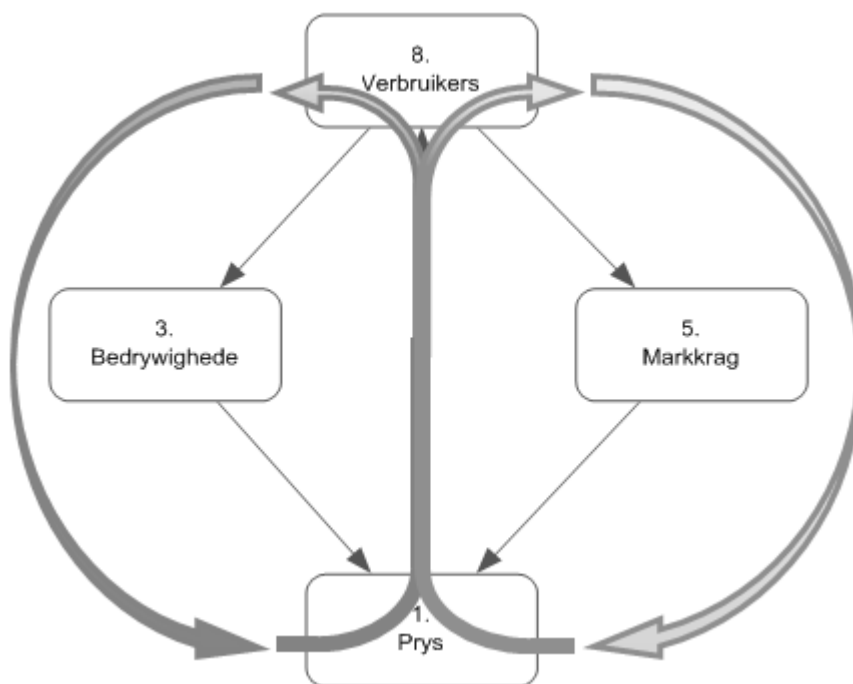 8.
Verbruikers
3.
Bedrywighede
5.
Markkrag
1.
Prys